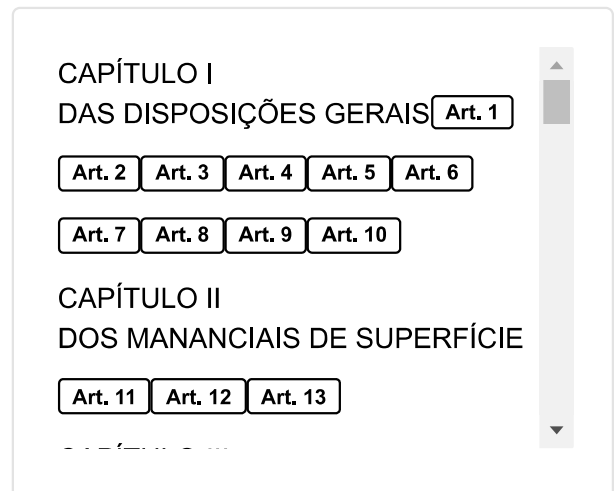 CAPÍTULO I
DAS DISPOSIÇÕES GERAIS Art. 1
Art. 2 Art. 3 Art. 4 Art. 5 Art. 6
Art. 7 Art. 8 Art. 9 Art. 10
CAPÍTULO II
DOS MANANCIAIS DE SUPERFÍCIE
Art. 11 Art. 12 Art. 13